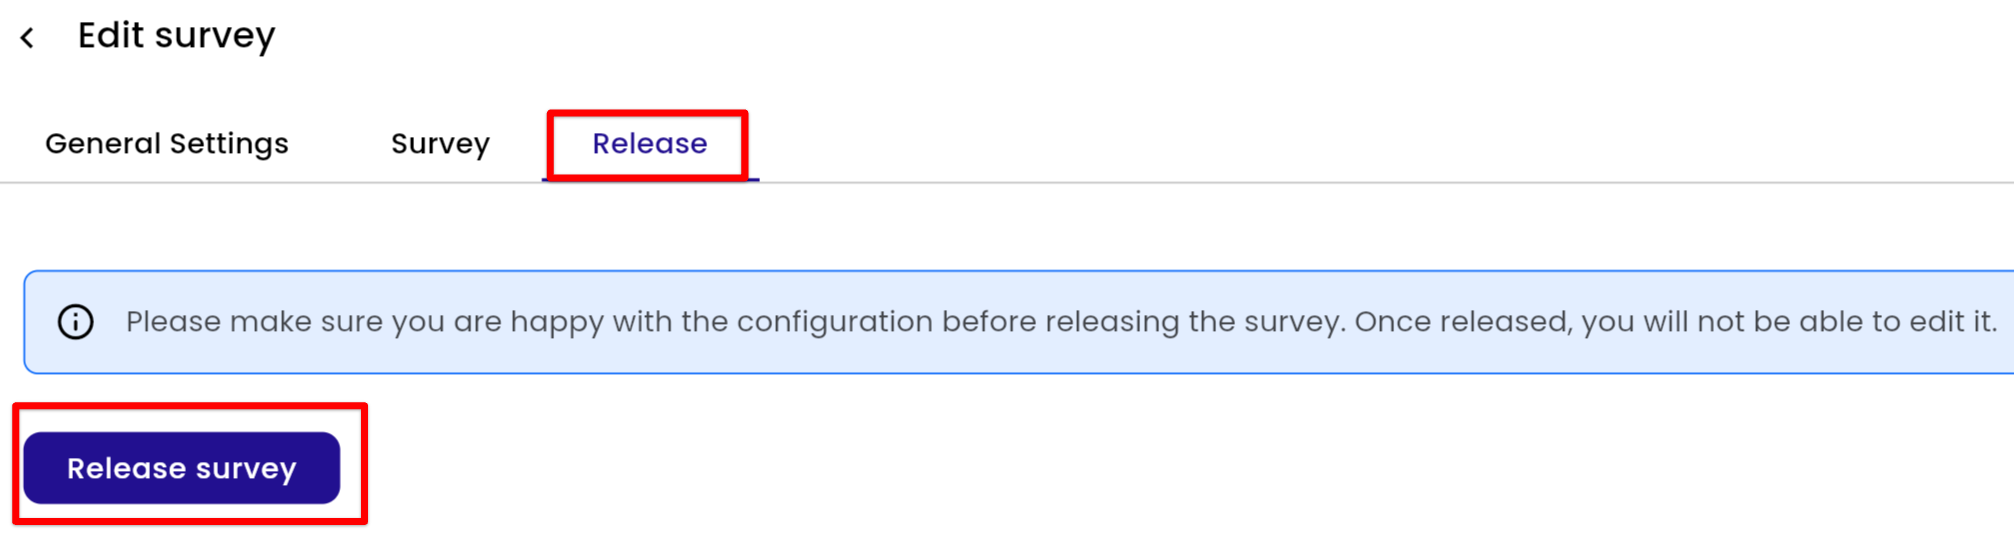 Edit survey
General Settings Survey Release
Please make sure you are happy with the configuration before releasing the survey. Once released, you will not be able to edit it.
Release survey